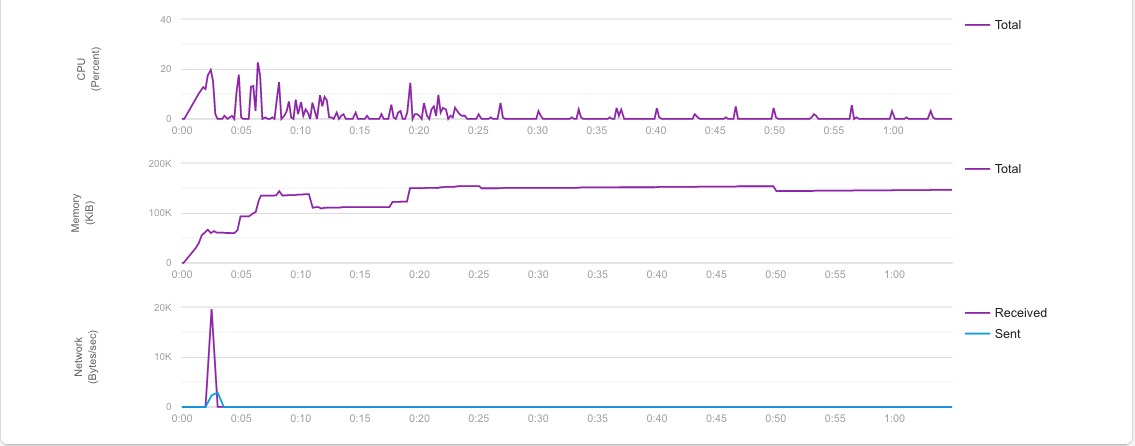 40
20
0
CPU
(Percent)
0:00 0:05 0:10 0:15 0:20 0:25 0:30 0:35 0:40 0:45 0:50 0:55 1:00
Total
200K
100K
0
Memory
(KiB)
0:00 0:05 0:10 0:15 0:20 0:25 0:30 0:35 0:40 0:45 0:50 0:55 1:00
Total
20K
10K
0
Network
(Bytes/sec)
0:00 0:05 0:10 0:15 0:20 0:25 0:30 0:35 0:40 0:45 0:50 0:55 1:00
Received
Sent